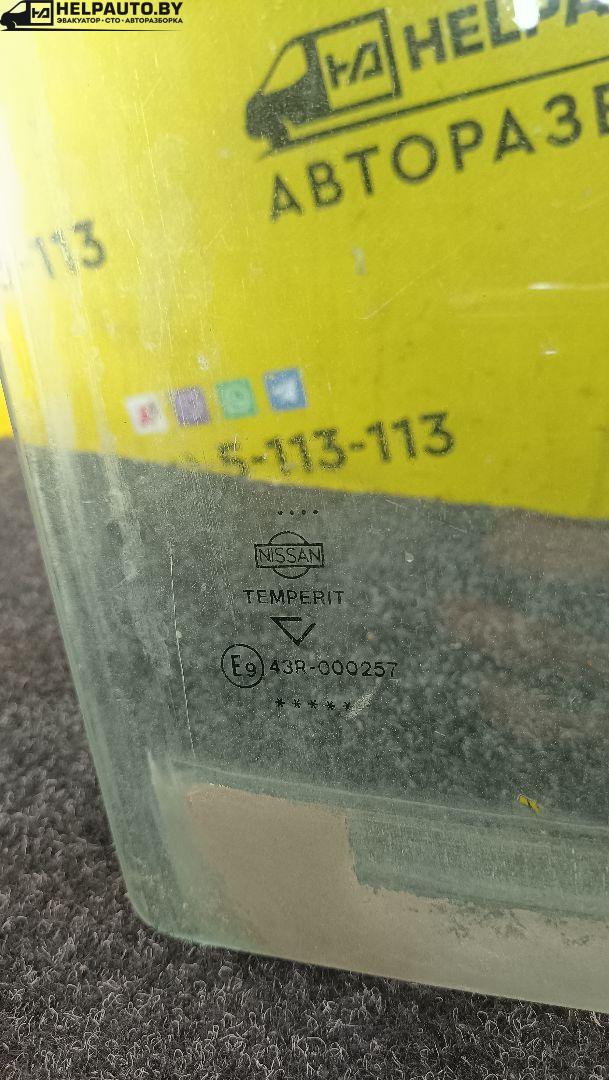 HELPAUTO.BY
ЭВАКУАТОР • СТО • АВТОРАЗБОРКА
HELPA
АВТОРАЗБ
-113
5-113-113
....
NISSAN
TEMPERIT
E9 43R-000257
*****